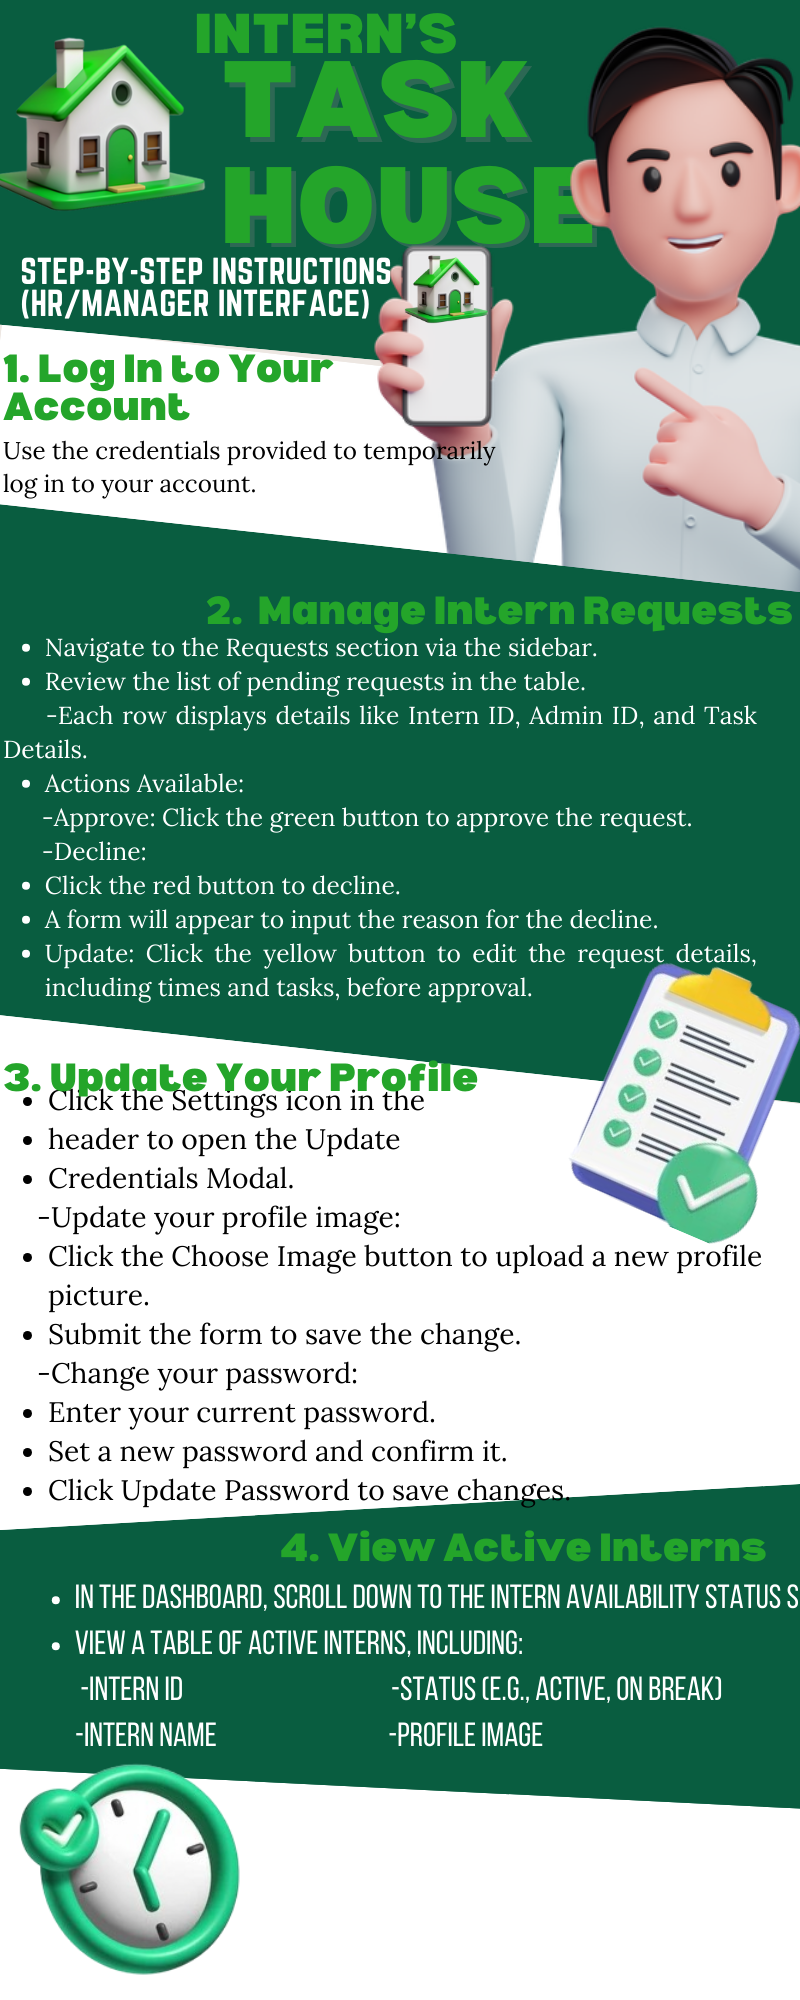 INTERN'S
TASK
HOUSE
STEP-BY-STEP INSTRUCTIONS
(HR/MANAGER INTERFACE)
1. Log In to Your
Account
Use the credentials provided to temporarily
log in to your account.
2. Manage Intern Requests
• Navigate to the Requests section via the sidebar.
• Review the list of pending requests in the table.
-Each row displays details like Intern ID, Admin ID, and Task
Details.
• Actions Available:
-Approve: Click the green button to approve the request.
-Decline:
• Click the red button to decline.
• A form will appear to input the reason for the decline.
• Update: Click the yellow button to edit the request details,
including times and tasks, before approval.
3. Update Your Profile
• Click the Settings icon in the
• header to open the Update
• Credentials Modal.
-Update your profile image:
• Click the Choose Image button to upload a new profile
picture.
• Submit the form to save the change.
-Change your password:
• Enter your current password.
• Set a new password and confirm it.
• Click Update Password to save changes.
4. View Active Interns
• IN THE DASHBOARD, SCROLL DOWN TO THE INTERN AVAILABILITY STATUS S
• VIEW A TABLE OF ACTIVE INTERNS, INCLUDING:
-INTERN ID -STATUS (E.G., ACTIVE, ON BREAK)
-INTERN NAME -PROFILE IMAGE